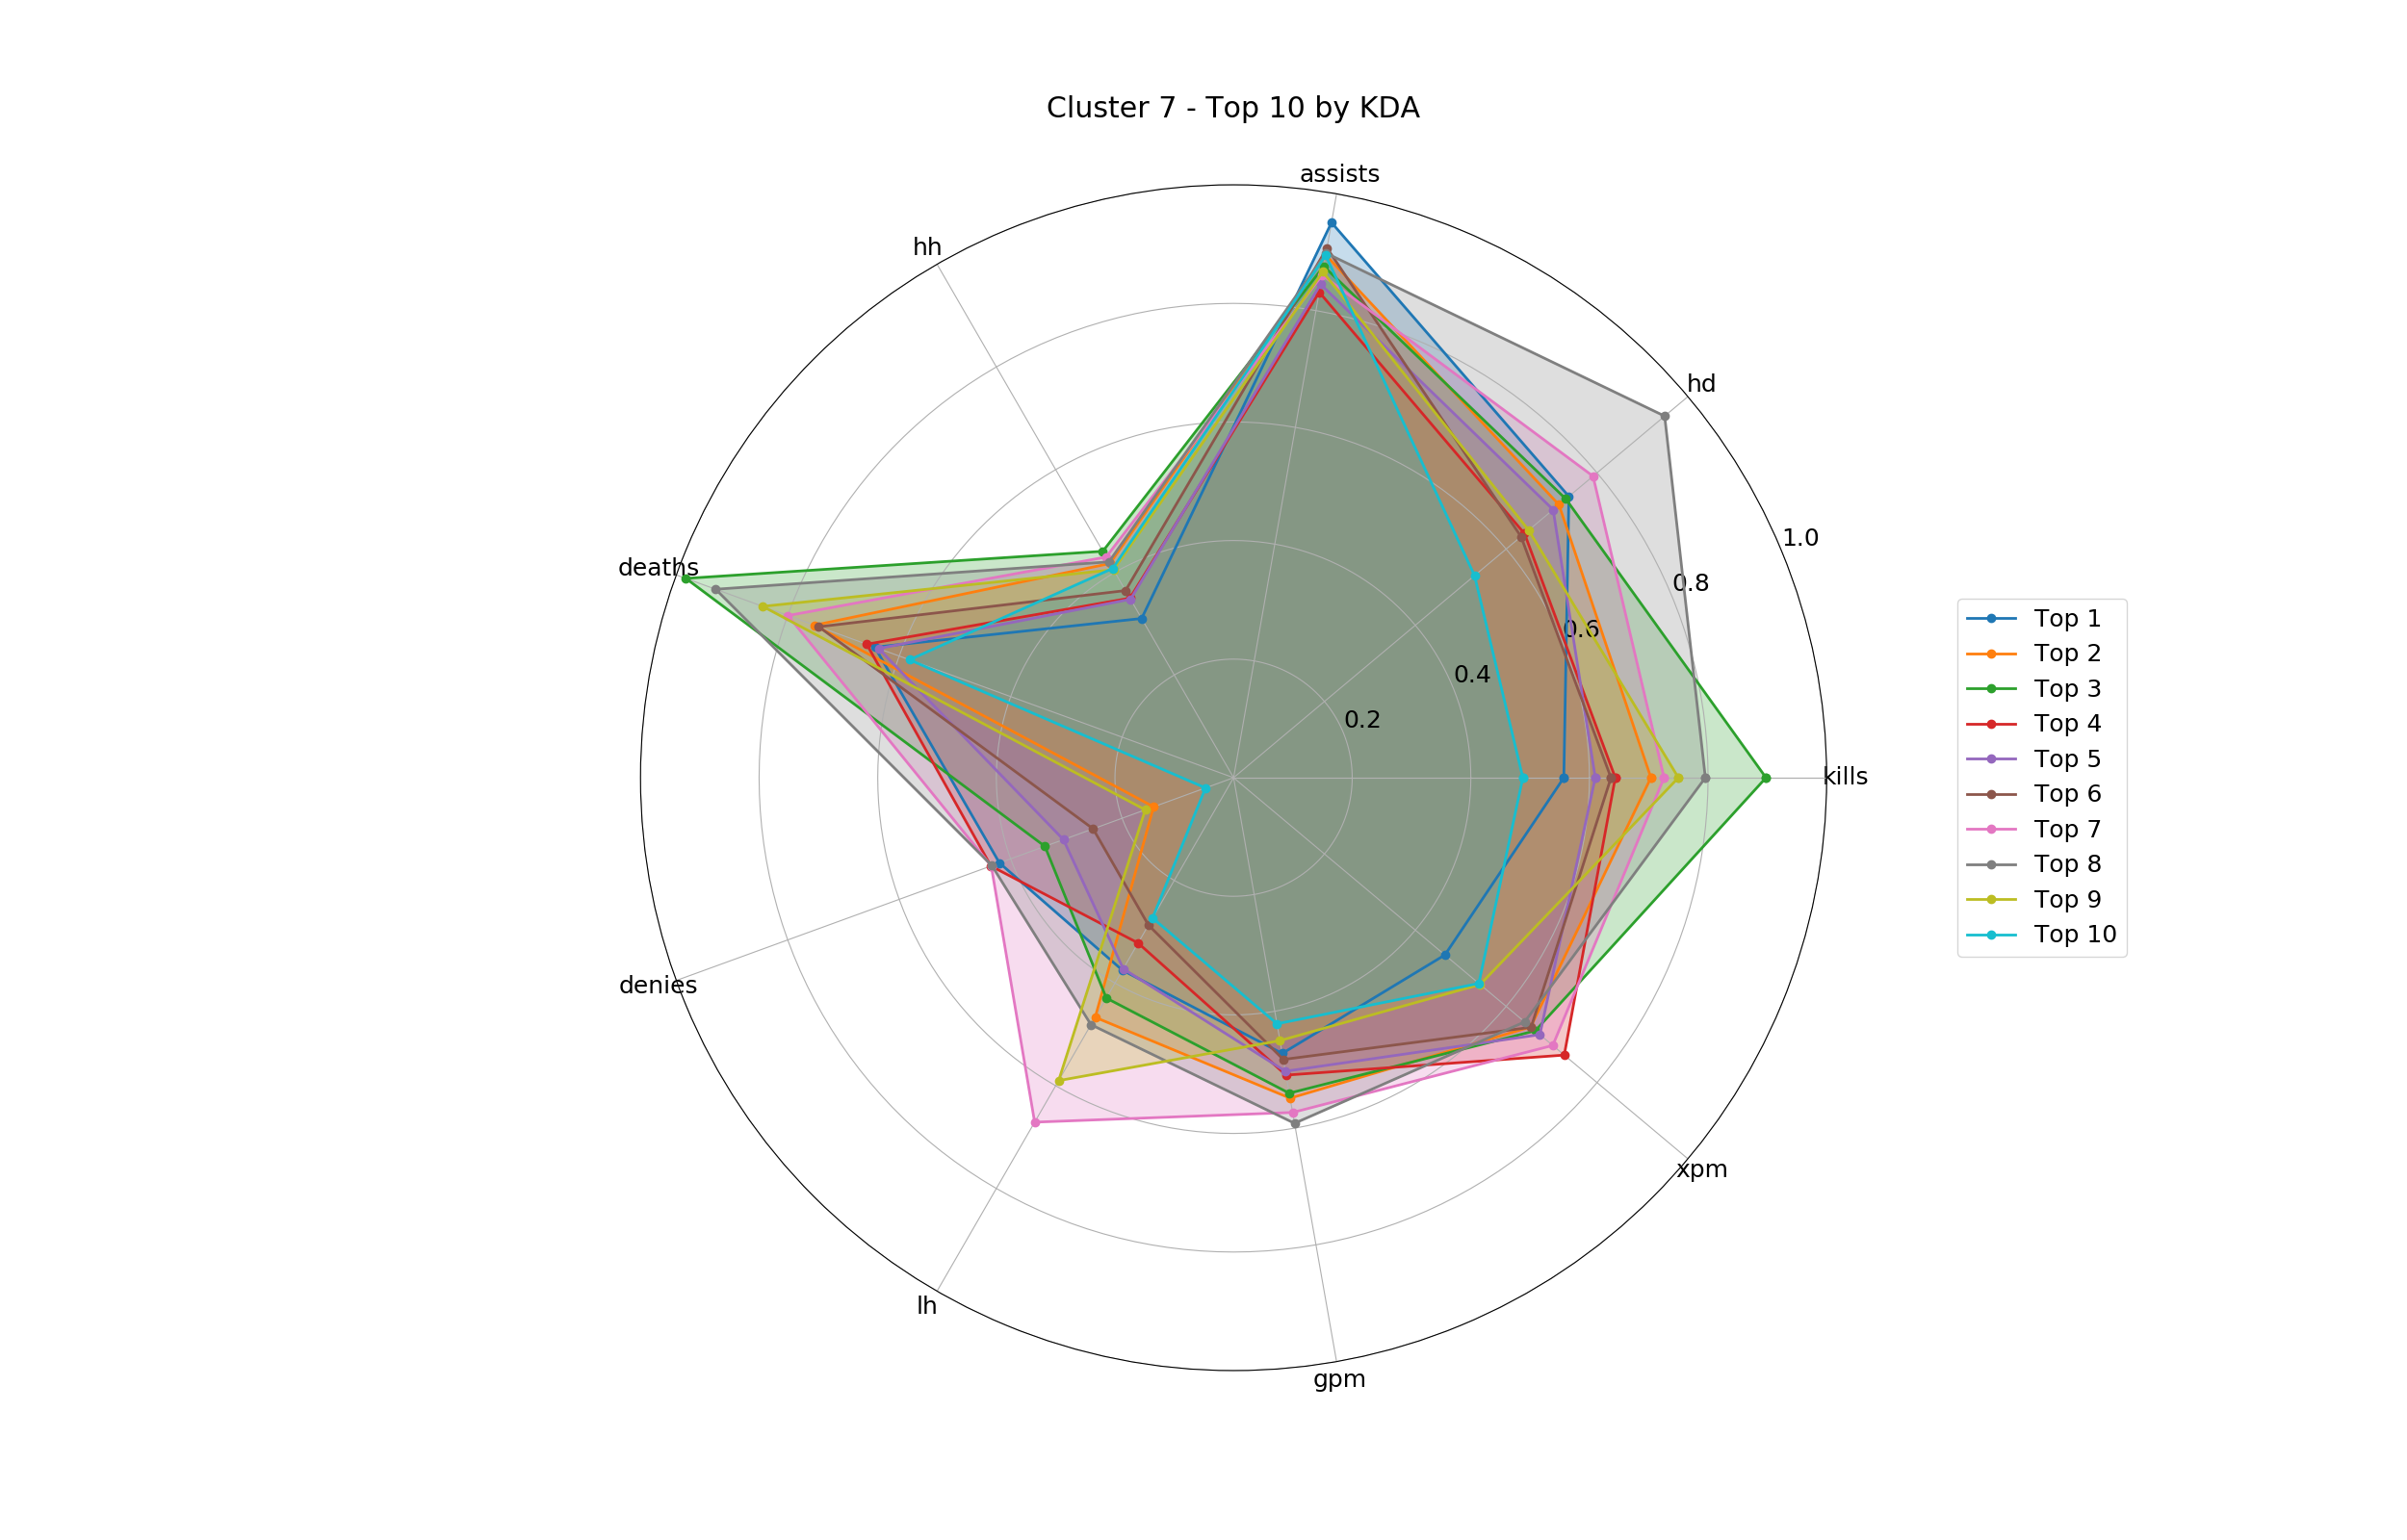 Cluster 7 - Top 10 by KDA
assists
hh
hd
1.0
deaths
0.8
0.6
0.4
0.2
kills
denies
xpm
lh
gpm
Top 1
Top 2
Top 3
Top 4
Top 5
Top 6
Top 7
Top 8
Top 9
Top 10